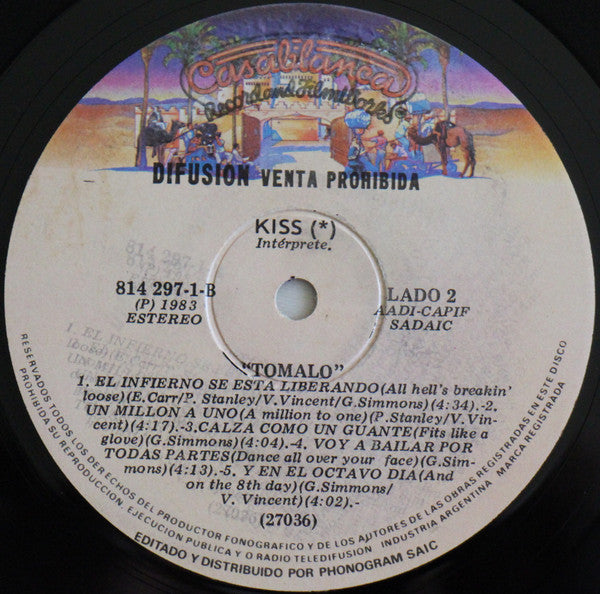 Casablanca
Record and FilmWorks
DIFUSION VENTA PROHIBIDA
KISS (*)
Intérprete.
814 297-1-B
(P) 1983
ESTEREO
LADO 2
AADI-CAPIF
SADAIC
"TOMALO"
1. EL INFIERNO SE ESTA LIBERANDO(All hell's breakin'
loose)(E.Carr/P. Stanley/V.Vincent/G.Simmons)(4:34).-2.
UN MILLON A UNO(A million to one)(P.Stanley/V.Vin-
cent)(4:17).-3.CALZA COMO UN GUANTE(Fits like a
glove)(G.Simmons)(4:04).-4. VOY A BAILAR POR
TODAS PARTES(Dance all over your face)(G.Sim-
mons)(4:13).-5. Y EN EL OCTAVO DIA(And
on the 8th day)(G.Simmons/
V. Vincent)(4:02).-
(27036)
RESERVADOS TODOS LOS DERECHOS DEL PRODUCTOR FONOGRAFICO Y DE LOS AUTORES DE LAS OBRAS REGISTRADAS EN ESTE DISCO
PROHIBIDA SU REPRODUCCION EJECUCION PUBLICA Y O RADIO TELEDIFUSION INDUSTRIA ARGENTINA MARCA REGISTRADA
EDITADO Y DISTRIBUIDO POR PHONOGRAM SAIC